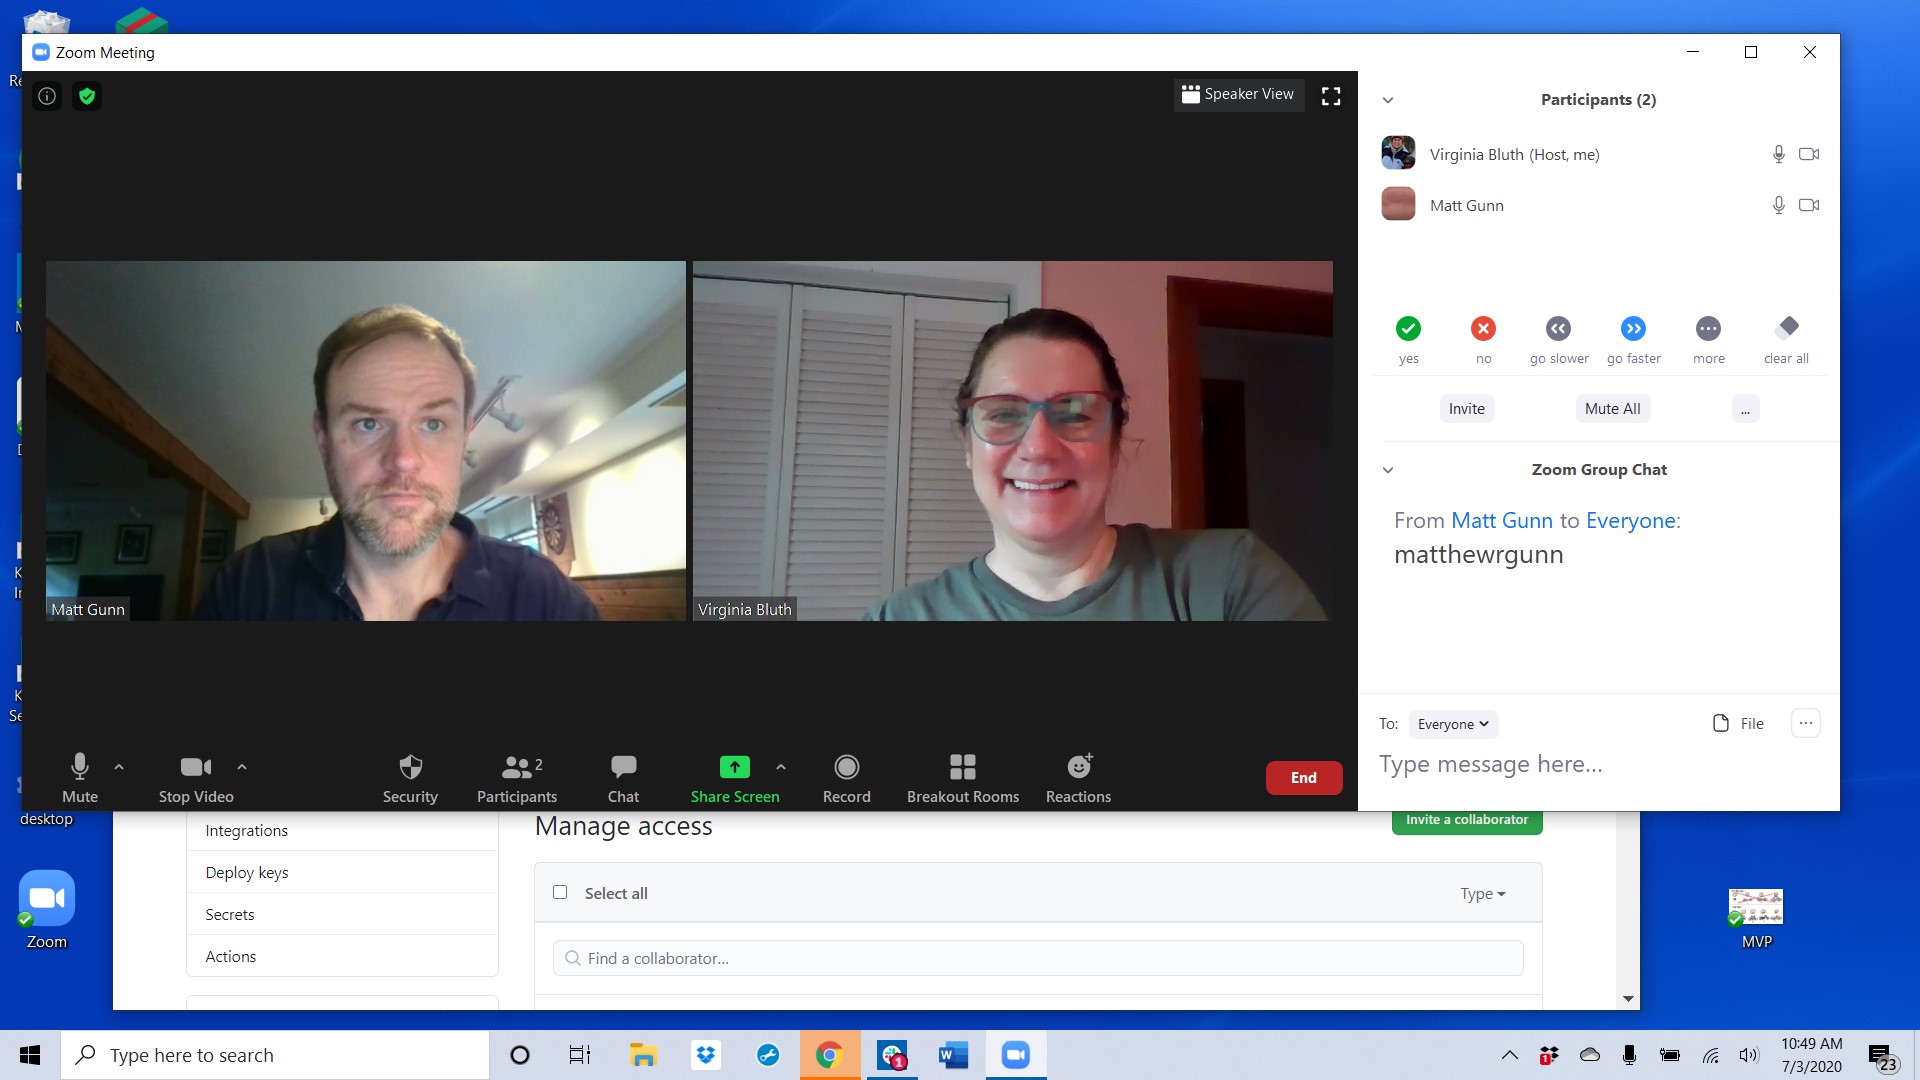 Zoom Meeting
Speaker View
Participants (2)
Virginia Bluth (Host, me)
Matt Gunn
yes
no
go slower
go faster
more
clear all
Invite
Mute All
...
Zoom Group Chat
From Matt Gunn to Everyone:
matthewrgunn
Matt Gunn
Virginia Bluth
To: Everyone
File
Type message here...
Mute
Stop Video
Security
Participants
2
Chat
Share Screen
Record
Breakout Rooms
Reactions
End
desktop
Zoom
MVP
Integrations
Deploy keys
Secrets
Actions
Manage access
Invite a collaborator
Select all
Type
Find a collaborator...
Type here to search
1
W
1
10:49 AM
7/3/2020
23